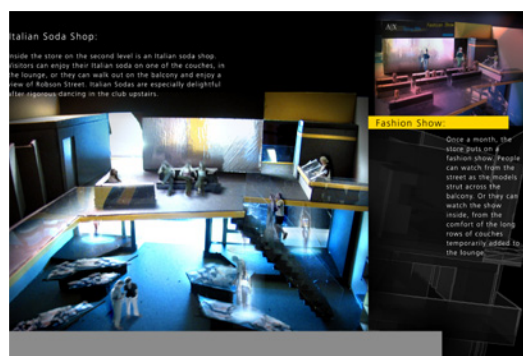 Italian Soda Shop:
Inside the store on the second level is an Italian soda shop.
Visitors can enjoy their Italian soda on one of the couches, in
the lounge, or they can walk out on the balcony and enjoy a
view of Robson Street. Italian Sodas are especially delightful
after rigorous dancing in the club upstairs.
A|X
Fashion Show
Fashion Show:
Once a month, the
store puts on a
fashion show. People
can watch from the
street as the models
strut across the
balcony. Or they can
watch the show
inside, from the
comfort of the long
rows of couches
temporarily added to
the lounge.